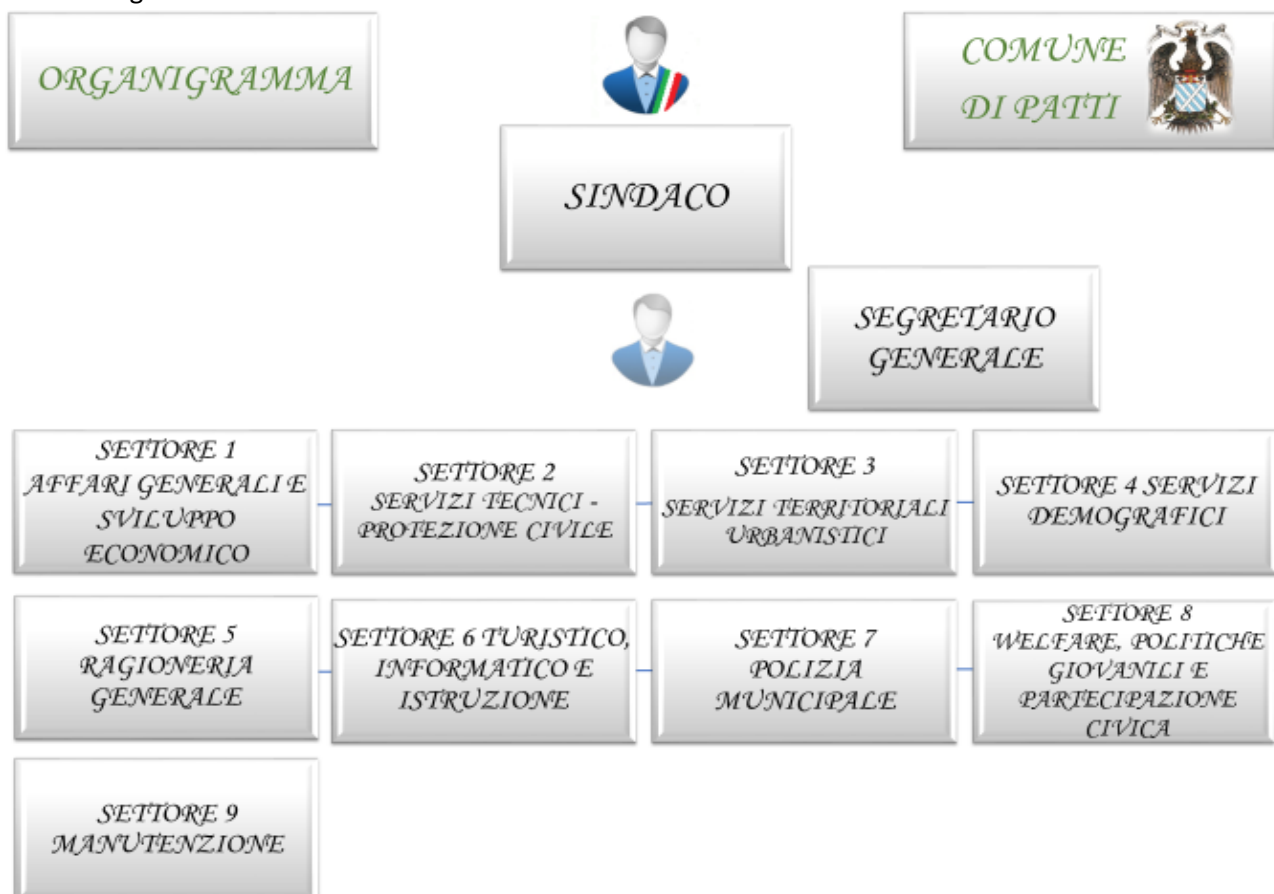 ORGANIGRAMMA
COMUNE
DI PATTI
SINDACO
SEGRETARIO
GENERALE
SETTORE 1
AFFARI GENERALI E
SVILUPPO
ECONOMICO
SETTORE 2
SERVIZI TECNICI -
PROTEZIONE CIVILE
SETTORE 3
SERVIZI TERRITORIALI
URBANISTICI
SETTORE 4 SERVIZI
DEMOGRAFICI
SETTORE 5
RAGIONERIA
GENERALE
SETTORE 6 TURISTICO,
INFORMATICO E
ISTRUZIONE
SETTORE 7
POLIZIA
MUNICIPALE
SETTORE 8
WELFARE, POLITICHE
GIOVANILI E
PARTECIPAZIONE
CIVICA
SETTORE 9
MANUTENZIONE